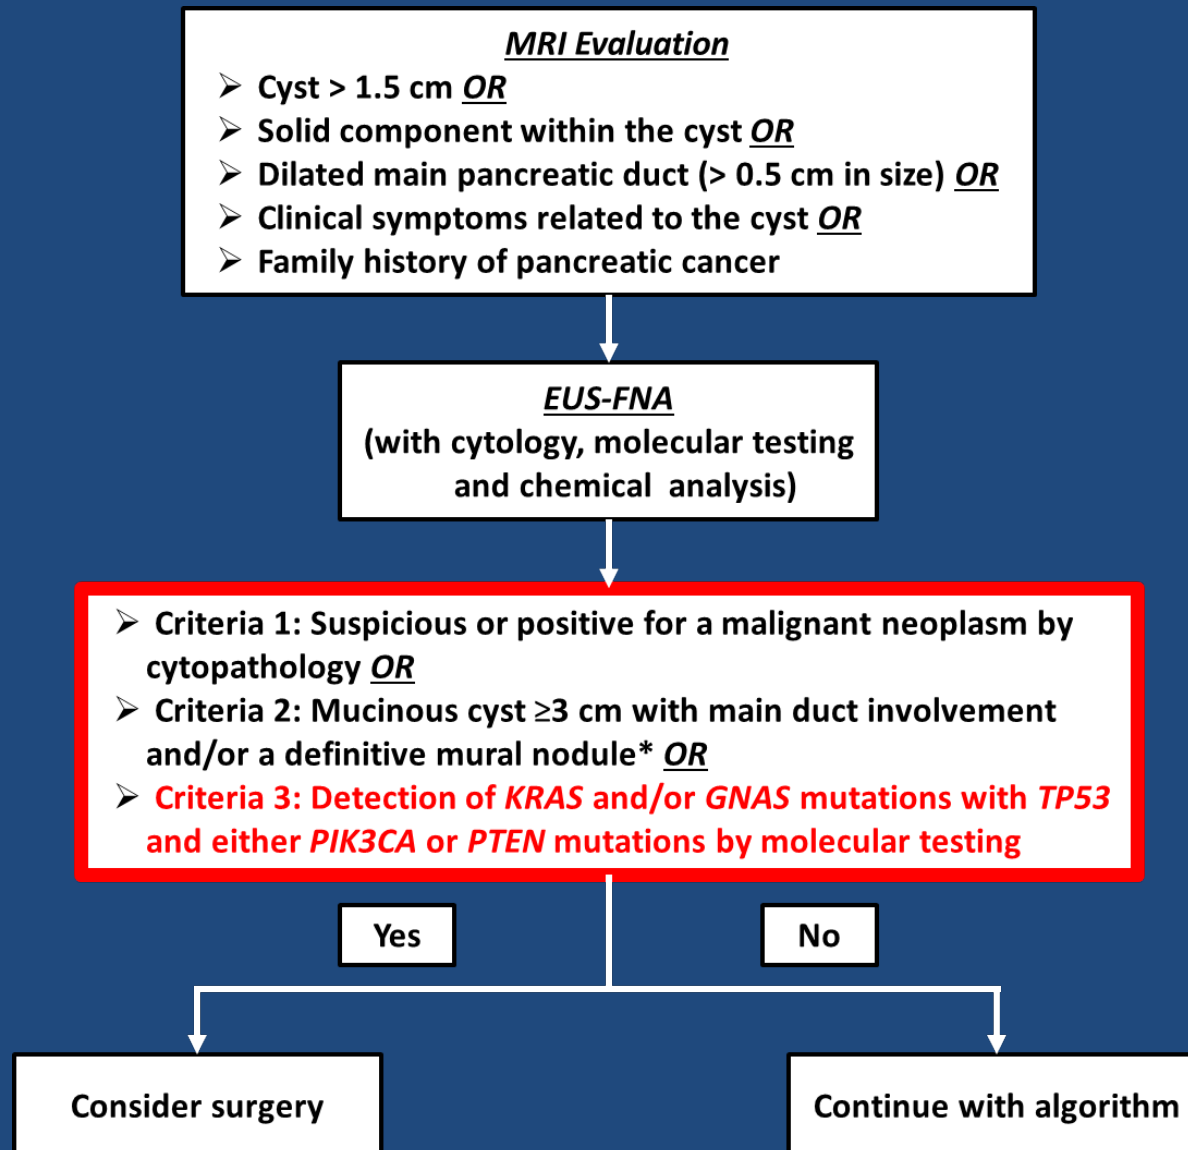 MRI Evaluation
➢ Cyst > 1.5 cm OR
➢ Solid component within the cyst OR
➢ Dilated main pancreatic duct (> 0.5 cm in size) OR
➢ Clinical symptoms related to the cyst OR
➢ Family history of pancreatic cancer
EUS-FNA
(with cytology, molecular testing
and chemical analysis)
➢ Criteria 1: Suspicious or positive for a malignant neoplasm by
cytopathology OR
➢ Criteria 2: Mucinous cyst ≥3 cm with main duct involvement
and/or a definitive mural nodule* OR
➢ Criteria 3: Detection of KRAS and/or GNAS mutations with TP53
and either PIK3CA or PTEN mutations by molecular testing
Yes
No
Consider surgery
Continue with algorithm